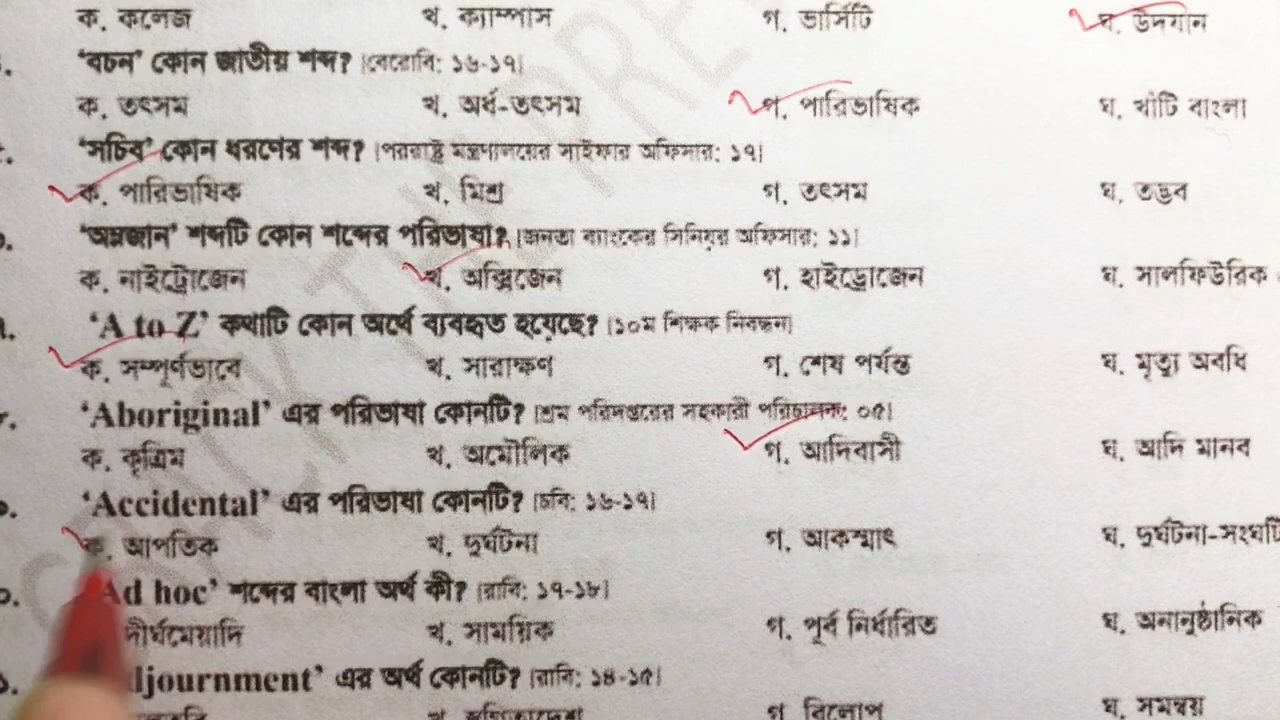 ক. কলেজ খ. ক্যাম্পাস গ. ভার্সিটি ঘ. উদগান
‘বচন’ কোন জাতীয় শব্দ? [বেরোবি: ১৬-১৭]
ক. তৎসম খ. অর্ধ-তৎসম গ. পারিভাষিক ঘ. খাঁটি বাংলা
‘সচিব’ কোন ধরণের শব্দ? [পররাষ্ট্র মন্ত্রণালয়ের সাইফার অফিসার: ১৭]
ক. পারিভাষিক খ. মিশ্র গ. তৎসম ঘ. তদ্ভব
‘অম্লজান’ শব্দটি কোন শব্দের পরিভাষা? [জনতা ব্যাংকের সিনিয়র অফিসার: ১১]
ক. নাইট্রোজেন খ. অক্সিজেন গ. হাইড্রোজেন ঘ. সালফিউরিক
‘A to Z’ কথাটি কোন অর্থে ব্যবহৃত হয়েছে? [১০ম শিক্ষক নিবন্ধন]
ক. সম্পূর্ণভাবে খ. সারাক্ষণ গ. শেষ পর্যন্ত ঘ. মৃত্যু অবধি
‘Aboriginal’ এর পরিভাষা কোনটি? [শ্রম পরিদপ্তরের সহকারী পরিচালক: ০৫]
ক. কৃত্রিম খ. অমৌলিক গ. আদিবাসী ঘ. আদি মানব
‘Accidental’ এর পরিভাষা কোনটি? [চবি: ১৬-১৭]
ক. আপতিক খ. দুর্ঘটনা গ. আকস্মাৎ ঘ. দুর্ঘটনা-সংঘটি
‘Ad hoc’ শব্দের বাংলা অর্থ কী? [রাবি: ১৭-১৮]
দীর্ঘমেয়াদি খ. সাময়িক গ. পূর্ব নির্ধারিত ঘ. অনানুষ্ঠানিক
djournment’ এর অর্থ কোনটি? [রাবি: ১৪-১৫]
গ. বিলোপ ঘ. সমন্বয়